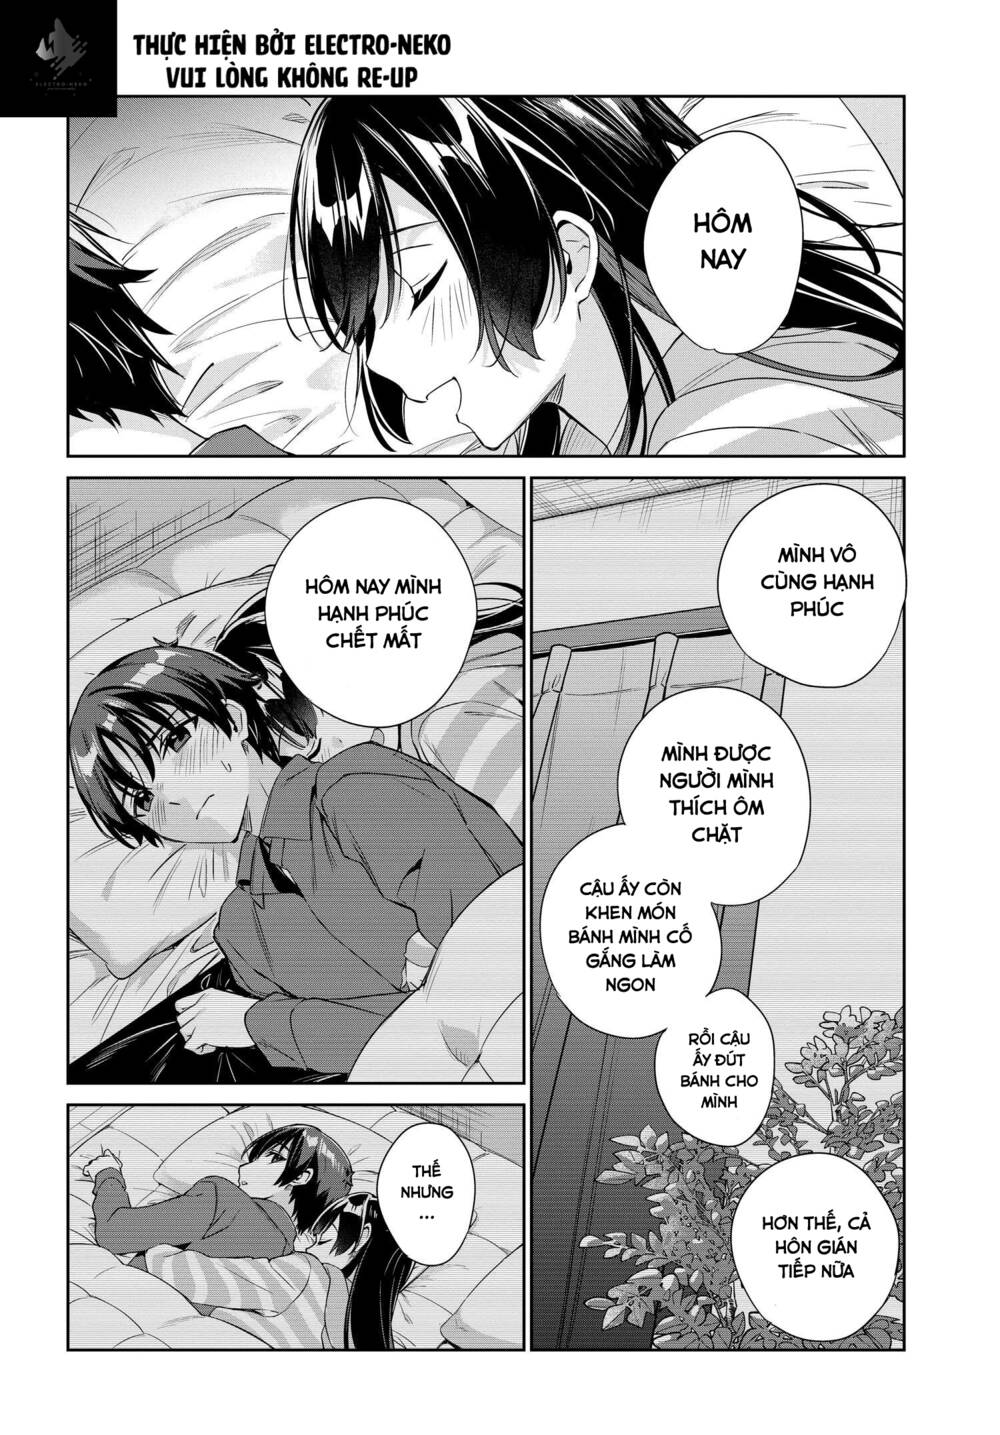 THỰC HIỆN BỞI ELECTRO-NEKO
VUI LÒNG KHÔNG RE-UP
ELECTRO-NEKO
HÔM
NAY
MÌNH VÔ
CÙNG HẠNH
PHÚC
MÌNH ĐƯỢC
NGƯỜI MÌNH
THÍCH ÔM
CHẶT
CẬU ẤY CÒN
KHEN MÓN
BÁNH MÌNH CỐ
GẮNG LÀM
NGON
RỒI CẬU
ẤY ĐÚT
BÁNH CHO
MÌNH
HƠN THẾ, CẢ
HÔN GIÁN
TIẾP NỮA
HÔM NAY MÌNH
HẠNH PHÚC
CHẾT MẤT
THẾ
NHƯNG
...